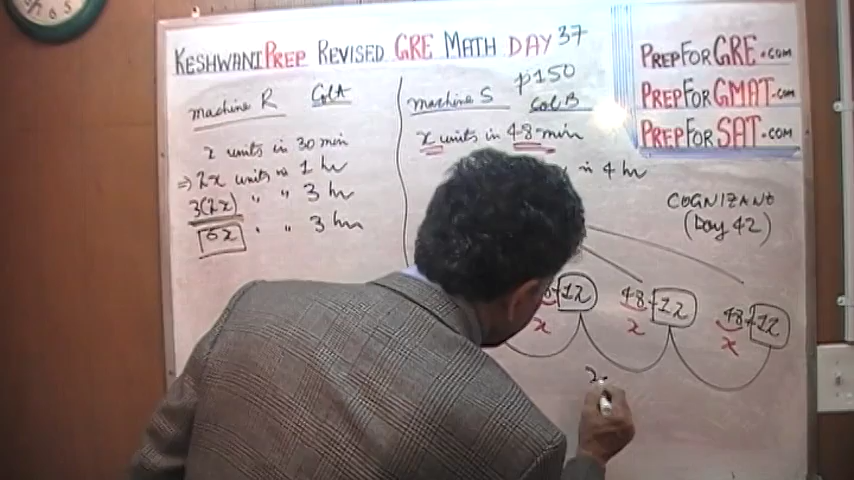 KESHWANIPREP REVISED GRE MATH DAY 37
p150
Machine R Col A
x units in 30 min
⇒ 2x units in 1 hr
3(2x) " " 3 hr
6x " " 3 hr
Machine S Col B
x units in 48 min
in 4 hr
48+12
x
48+12
x
x
PREPFORGRE.COM
PREPFORGMAT.COM
PREPFORSAT.COM
COGNIZANT
(Day 42)